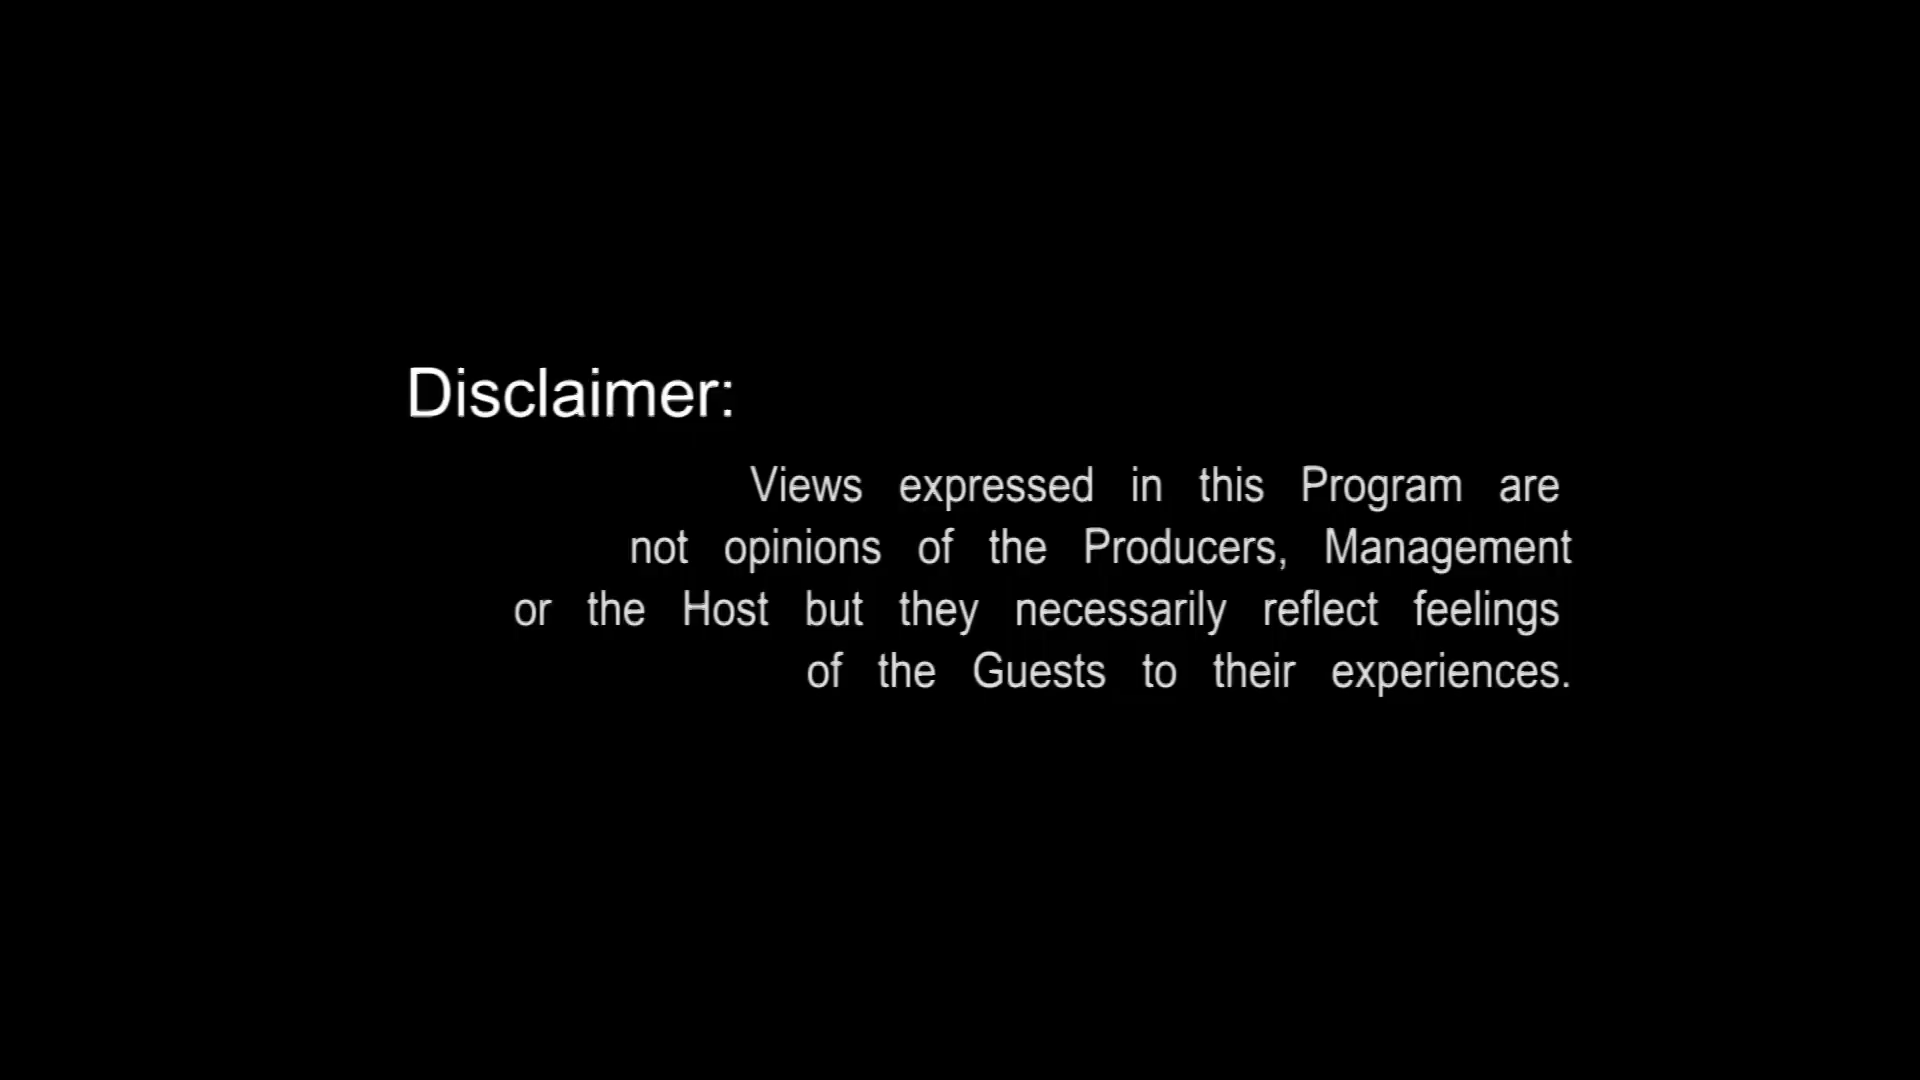 Disclaimer:
Views expressed in this Program are
not opinions of the Producers, Management
or the Host but they necessarily reflect feelings
of the Guests to their experiences.